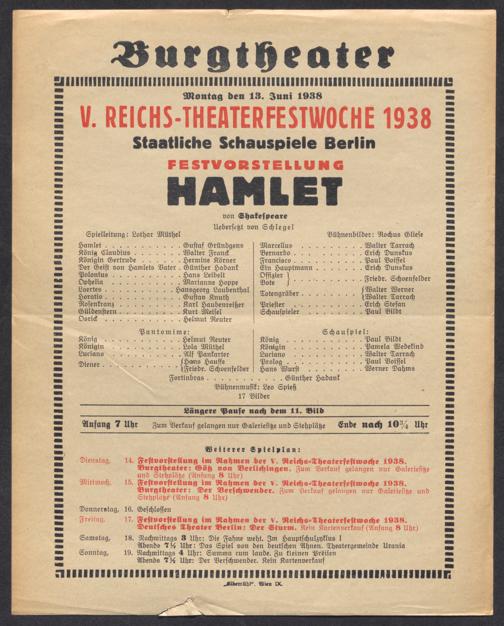 Burgtheater
Montag den 13. Juni 1938
V. REICHS-THEATERFESTWOCHE 1938
Staatliche Schauspiele Berlin
FESTVORSTELLUNG
HAMLET
von Shakespeare
Uebersetzt von Schlegel
Spielleitung: Lothar Müthel Bühnenbilder: Rochus Gliese
Hamlet . . . Gustaf Gründgens
König Claudius . . . Walter Franck
Königin Gertrude . . . Hermine Körner
Der Geist von Hamlets Vater . Günther Hadank
Polonius . . . Hans Leibelt
Ophelia . . . Marianne Hoppe
Laertes . . . Hansgeorg Laubenthal
Horatio . . . Gustav Knuth
Rosenkranz . . . Karl Haubenreißer
Güldenstern . . . Kurt Meisel
Osrick . . . Helmut Reuter
Marcellus . . . Walter Tarrach
Bernardo . . . Erich Dunskus
Francisco . . . Paul Boiffel
Ein Hauptmann . . . Erich Dunskus
Offizier
Bote } . . . Friedr. Schoenfelder
Totengräber . . . { Walter Werner
Walter Tarrach
Priester . . . Erich Stefan
Schauspieler . . . Paul Bildt
Pantomime:
König . . . Helmut Reuter
Königin . . . Lola Müthel
Luciano . . . Alf Pankarter
Diener . . . { Hans Hauffe
Friedr. Schoenfelder
Schauspiel:
König . . . Paul Bildt
Königin . . . Pamela Wedekind
Luciano . . . Walter Tarrach
Prolog . . . Paul Boiffel
Hans Wurst . . . Werner Dahms
Fortinbras . . . Günther Hadank
Bühnenmusik: Leo Spieß
17 Bilder
Längere Pause nach dem 11. Bild
Anfang 7 Uhr Zum Verkauf gelangen nur Galeriesitze und Stehplätze Ende nach 10¾ Uhr
Weiterer Spielplan:
Dienstag, 14. Festvorstellung im Rahmen der V. Reichs-Theaterfestwoche 1938.
Burgtheater: Götz von Berlichingen. Zum Verkauf gelangen nur Galeriesitze
und Stehplätze (Anfang 8 Uhr)
Mittwoch, 15. Festvorstellung im Rahmen der V. Reichs-Theaterfestwoche 1938.
Burgtheater: Der Verschwender. Zum Verkauf gelangen nur Galeriesitze und
Stehplätze (Anfang 8 Uhr)
Donnerstag, 16. Geschlossen
Freitag, 17. Festvorstellung im Rahmen der V. Reichs-Theaterfestwoche 1938.
Deutsches Theater Berlin: Der Sturm. Kein Kartenverkauf (Anfang 8 Uhr)
Samstag, 18. Nachmittags 3 Uhr: Die Fahne weht. Im Hauptschulzyklus I
Abends 7½ Uhr: Das Spiel von den deutschen Ahnen. Theatergemeinde Urania
Sonntag, 19. Nachmittags 4 Uhr: Summa rum laude. Zu kleinen Preisen
Abends 7½ Uhr: Der Verschwender. Kein Kartenverkauf
„Elbemühl“, Wien IX.